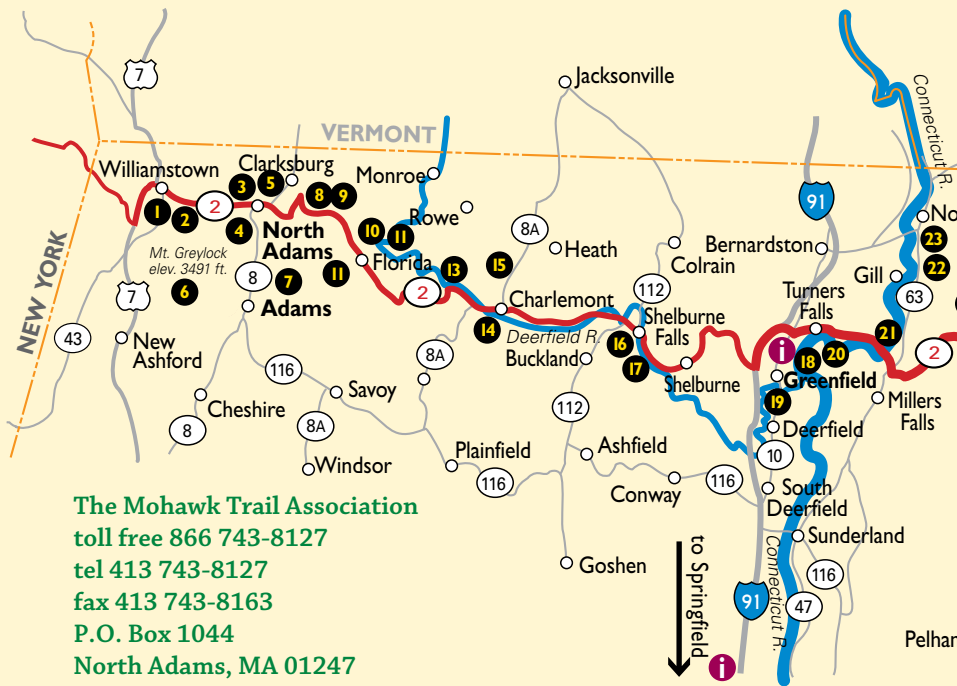 7
Jacksonville
Connecticut R.
VERMONT
Williamstown
Clarksburg
Monroe
3
5
8
9
91
1
2
2
Rowe
No
4
North
Adams
10
11
8A
Heath
Colrain
Bernardston
23
Mt. Greylock
elev. 3491 ft.
Florida
13
15
Gill
22
NEW YORK
6
8
7
11
2
112
Turners
Falls
63
7
Adams
Charlemont
Shelburne
Falls
43
New
Ashford
14
Deerfield R.
16
i
21
2
Buckland
17
18
20
116
8A
Shelburne
Greenfield
Savoy
19
Millers
Falls
Cheshire
112
Deerfield
8
8A
Plainfield
Ashfield
10
Windsor
116
Conway
116
South
Deerfield
The Mohawk Trail Association
toll free 866 743-8127
tel 413 743-8127
fax 413 743-8163
P.O. Box 1044
North Adams, MA 01247
Sunderland
Goshen
to Springfield
116
91
Connecticut R.
47
Pelham
i